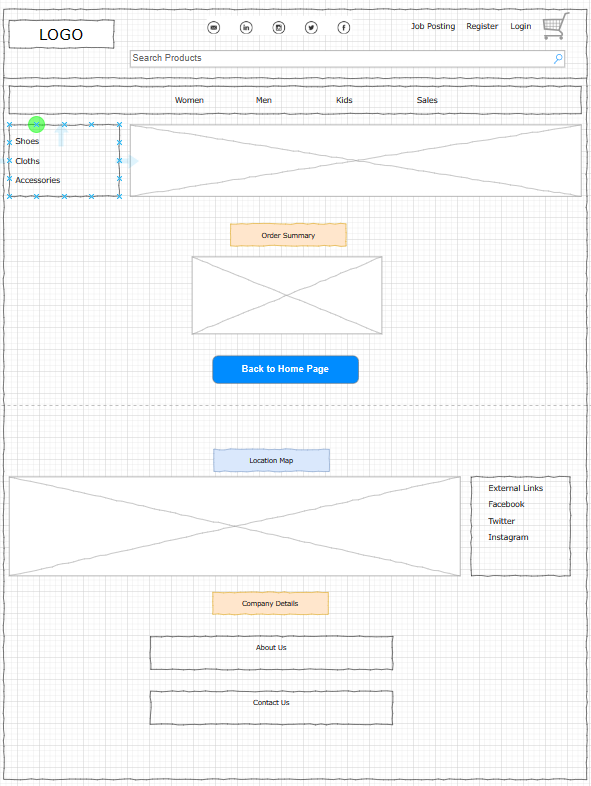 LOGO
Job Posting Register Login
Search Products
Women Men Kids Sales
Shoes
Cloths
Accessories
Order Summary
Back to Home Page
Location Map
External Links
Facebook
Twitter
Instagram
Company Details
About Us
Contact Us